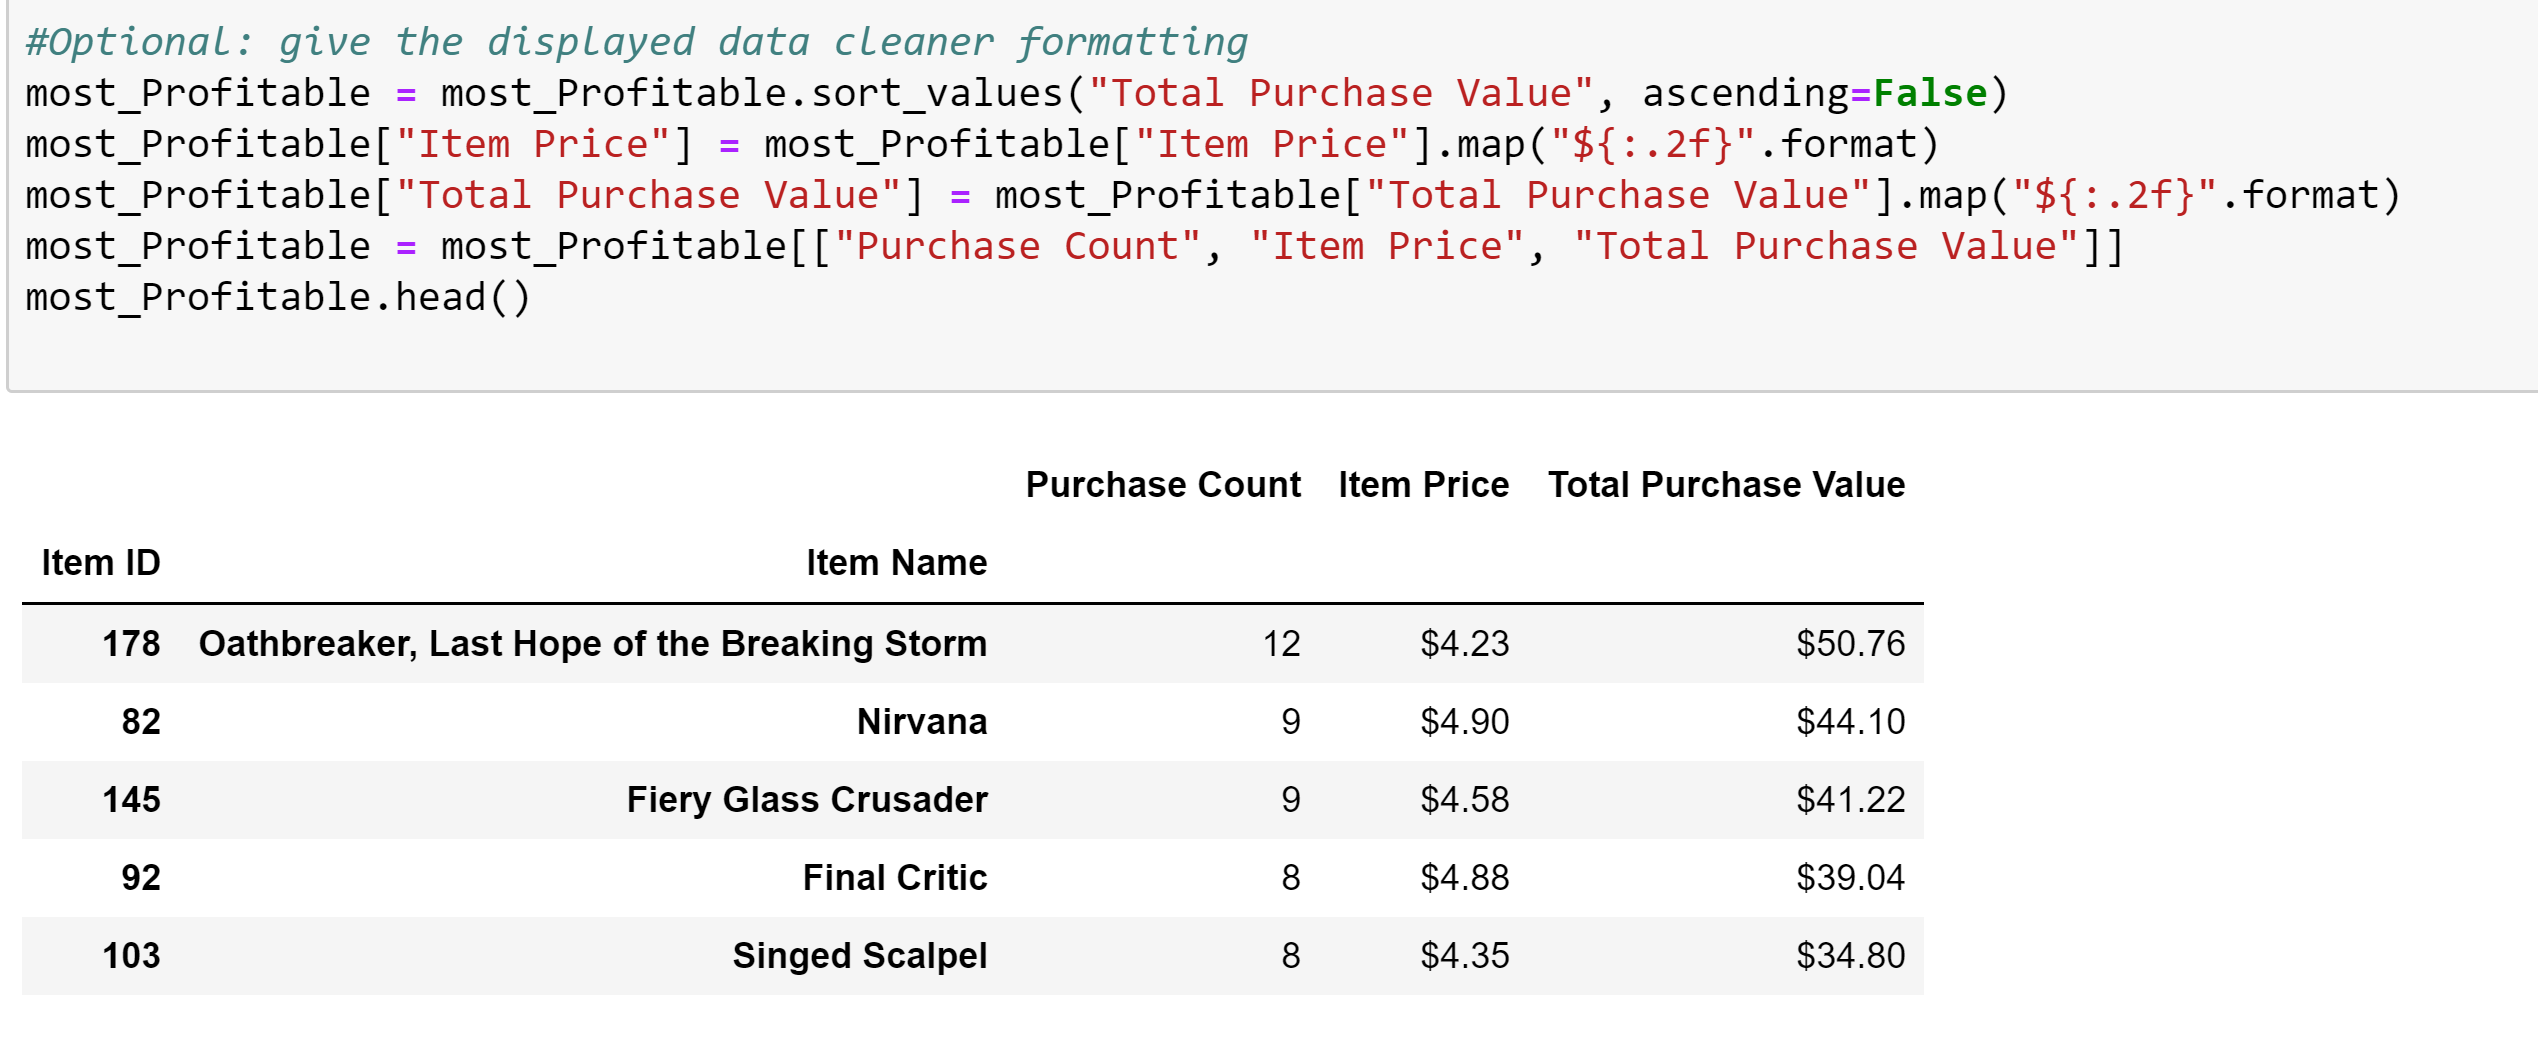 #Optional: give the displayed data cleaner formatting
most_Profitable = most_Profitable.sort_values("Total Purchase Value", ascending=False)
most_Profitable["Item Price"] = most_Profitable["Item Price"].map("${:.2f}".format)
most_Profitable["Total Purchase Value"] = most_Profitable["Total Purchase Value"].map("${:.2f}".format)
most_Profitable = most_Profitable[["Purchase Count", "Item Price", "Total Purchase Value"]]
most_Profitable.head()
Purchase Count Item Price Total Purchase Value
Item ID Item Name
178 Oathbreaker, Last Hope of the Breaking Storm 12 $4.23 $50.76
82 Nirvana 9 $4.90 $44.10
145 Fiery Glass Crusader 9 $4.58 $41.22
92 Final Critic 8 $4.88 $39.04
103 Singed Scalpel 8 $4.35 $34.80